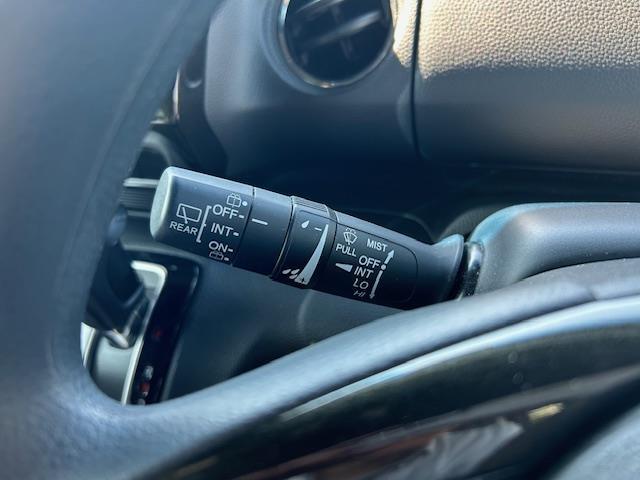 REAR
OFF
INT
ON
PULL
MIST
OFF
INT
LO
HI